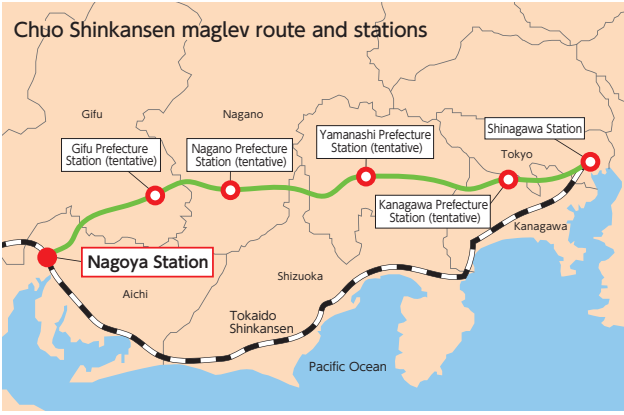 Chuo Shinkansen maglev route and stations
Gifu
Nagano
Gifu Prefecture
Station (tentative)
Nagano Prefecture
Station (tentative)
Yamanashi Prefecture
Station (tentative)
Shinagawa Station
Tokyo
Kanagawa Prefecture
Station (tentative)
Kanagawa
Nagoya Station
Aichi
Shizuoka
Tokaido
Shinkansen
Pacific Ocean